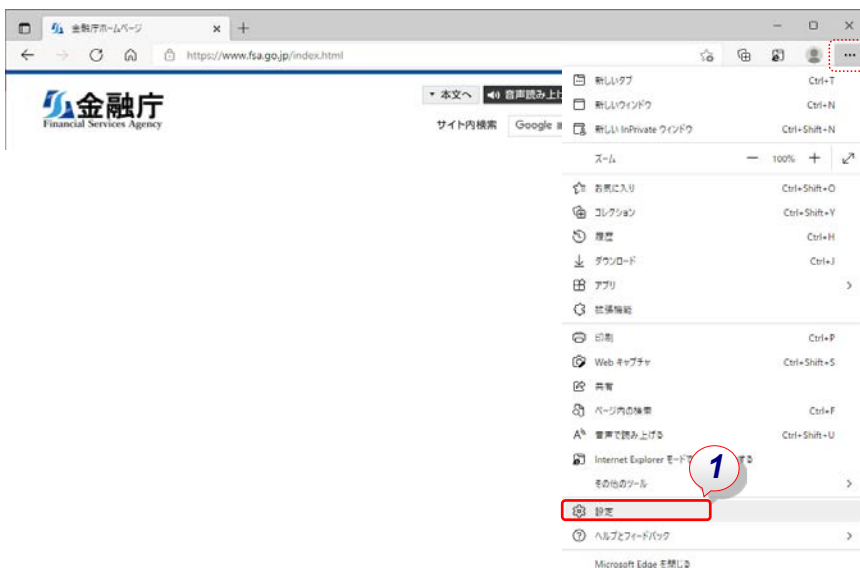 金融庁ホームページ
https://www.fsa.go.jp/index.html
金融庁
Financial Services Agency
本文へ 音声読み上げ
サイト内検索 Google
新しいタブ Ctrl+T
新しいウィンドウ Ctrl+N
新しい InPrivate ウィンドウ Ctrl+Shift+N
ズーム 100%
お気に入り Ctrl+Shift+O
コレクション Ctrl+Shift+Y
履歴 Ctrl+H
ダウンロード Ctrl+J
アプリ
拡張機能
印刷 Ctrl+P
Web キャプチャ Ctrl+Shift+S
共有
ページ内の検索 Ctrl+F
音声で読み上げる Ctrl+Shift+U
Internet Explorer モードで する
その他のツール
1
設定
ヘルプとフィードバック
Microsoft Edge を閉じる